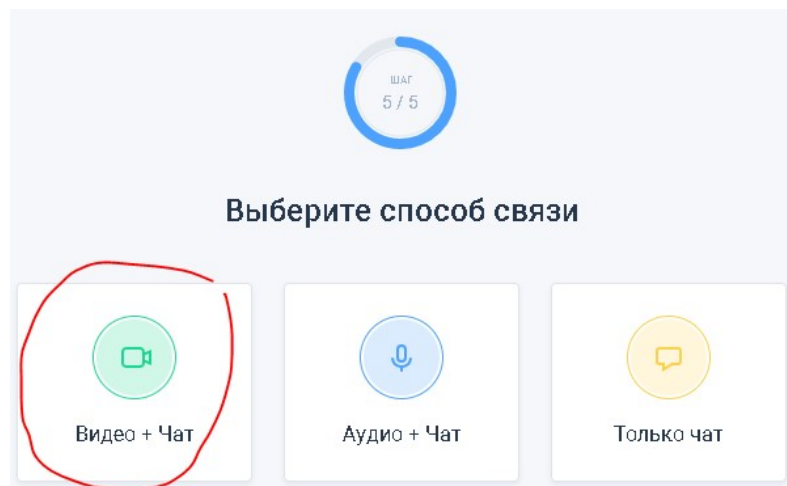 ШАГ
5 / 5
Выберите способ связи
Видео + Чат
Аудио + Чат
Только чат